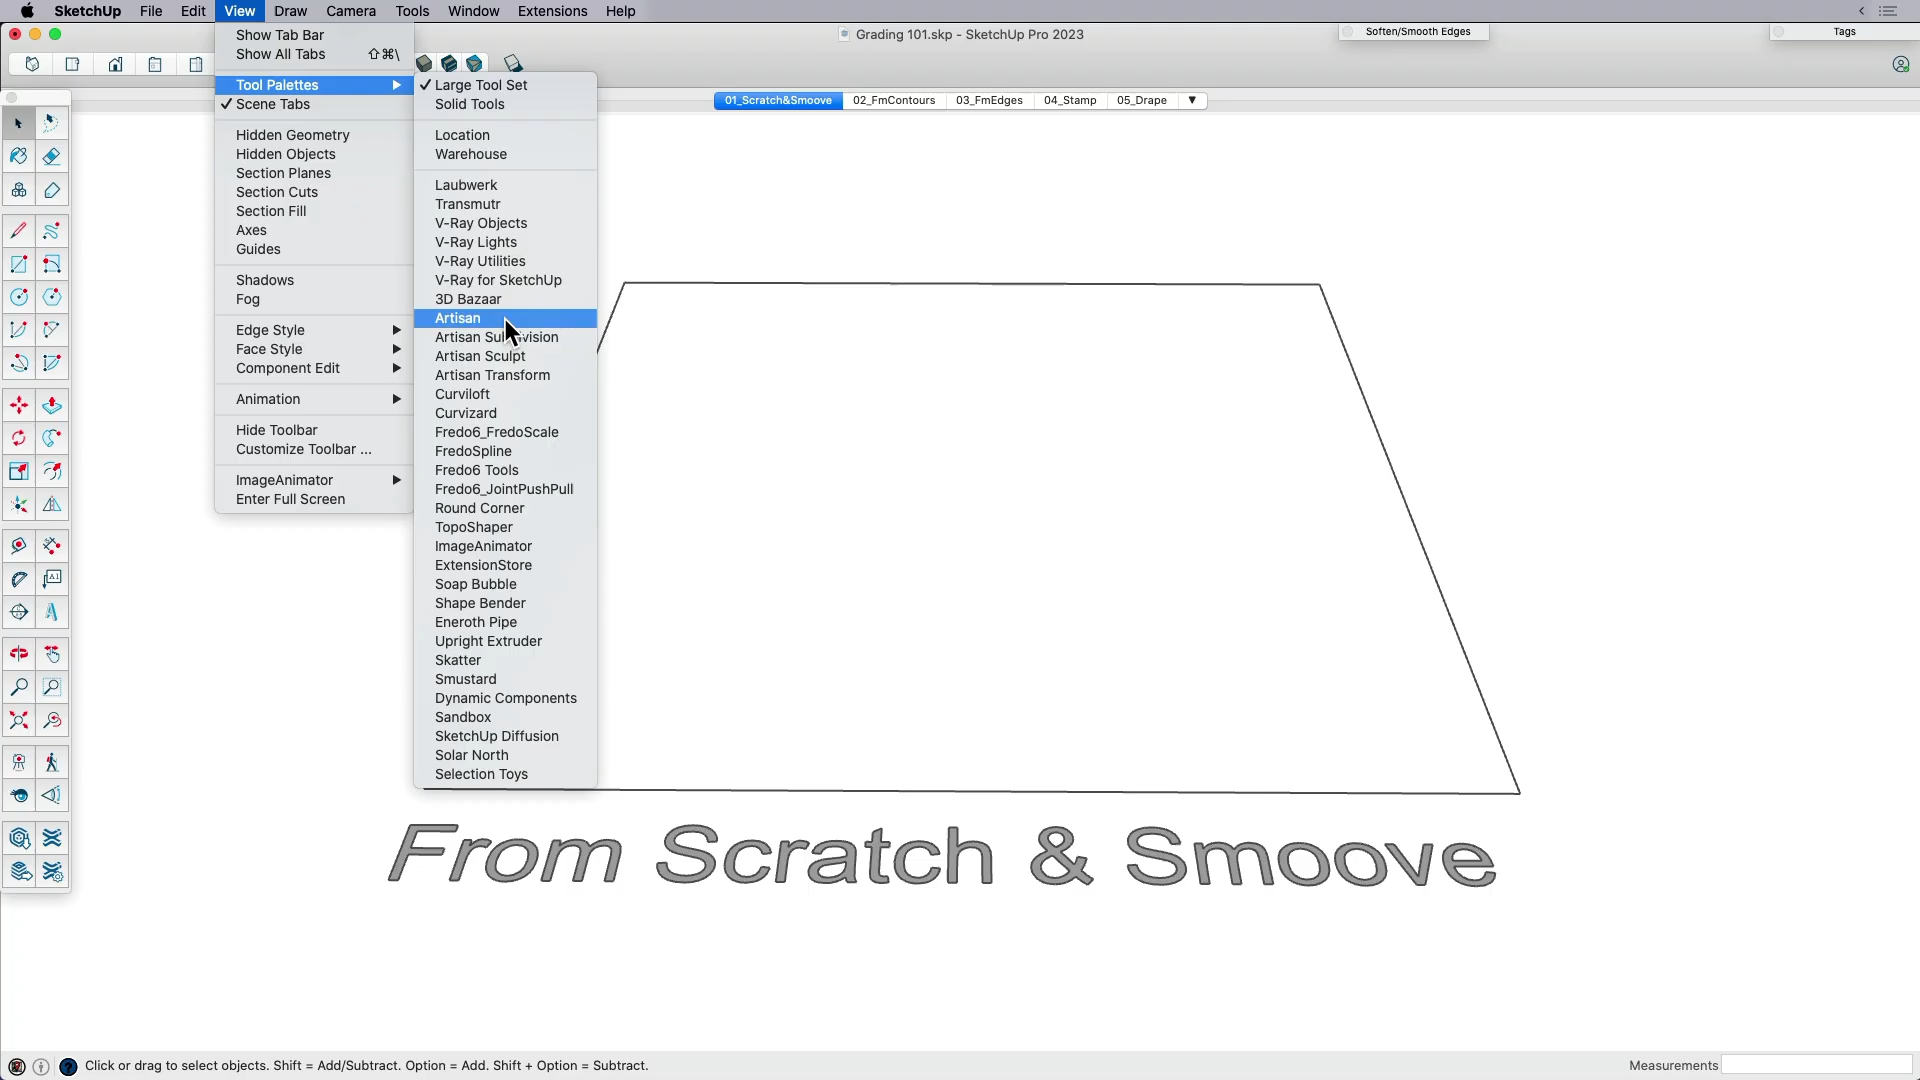 SketchUp File Edit View Draw Camera Tools Window Extensions Help
Grading 101.skp - SketchUp Pro 2023
Soften/Smooth Edges
Tags
Show Tab Bar
Show All Tabs ⇧⌘\
Tool Palettes
✓ Scene Tabs
Hidden Geometry
Hidden Objects
Section Planes
Section Cuts
Section Fill
Axes
Guides
Shadows
Fog
Edge Style
Face Style
Component Edit
Animation
Hide Toolbar
Customize Toolbar ...
ImageAnimator
Enter Full Screen
✓ Large Tool Set
Solid Tools
Location
Warehouse
Laubwerk
Transmutr
V-Ray Objects
V-Ray Lights
V-Ray Utilities
V-Ray for SketchUp
3D Bazaar
Artisan
Artisan
Artisan Sculpt
Artisan Transform
Curviloft
Curvizard
Fredo6_FredoScale
FredoSpline
Fredo6 Tools
Fredo6_JointPushPull
Round Corner
TopoShaper
ImageAnimator
ExtensionStore
Soap Bubble
Shape Bender
Eneroth Pipe
Upright Extruder
Skatter
Smustard
Dynamic Components
Sandbox
SketchUp Diffusion
Solar North
Selection Toys
01_Scratch&Smoove 02_FmContours 03_FmEdges 04_Stamp 05_Drape
A1
From Scratch & Smoove
Click or drag to select objects. Shift = Add/Subtract. Option = Add. Shift + Option = Subtract.
Measurements